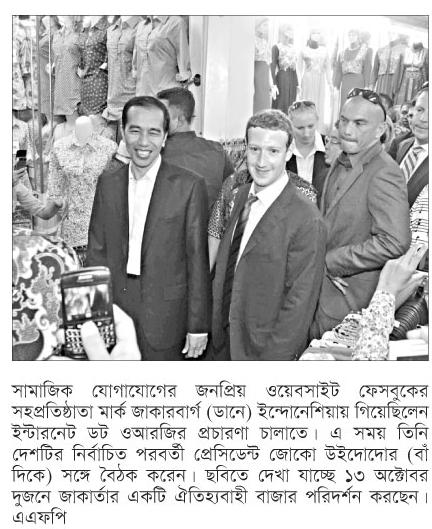 সামাজিক যোগাযোগের জনপ্রিয় ওয়েবসাইট ফেসবুকের
সহপ্রতিষ্ঠাতা মার্ক জাকারবার্গ (ডানে) ইন্দোনেশিয়ায় গিয়েছিলেন
ইন্টারনেট ডট ওআরজির প্রচারণা চালাতে। এ সময় তিনি
দেশটির নির্বাচিত পরবর্তী প্রেসিডেন্ট জোকো উইদোদোর (বাঁ
দিকে) সঙ্গে বৈঠক করেন। ছবিতে দেখা যাচ্ছে ১৩ অক্টোবর
দুজনে জাকার্তার একটি ঐতিহ্যবাহী বাজার পরিদর্শন করছেন।
এএফপি